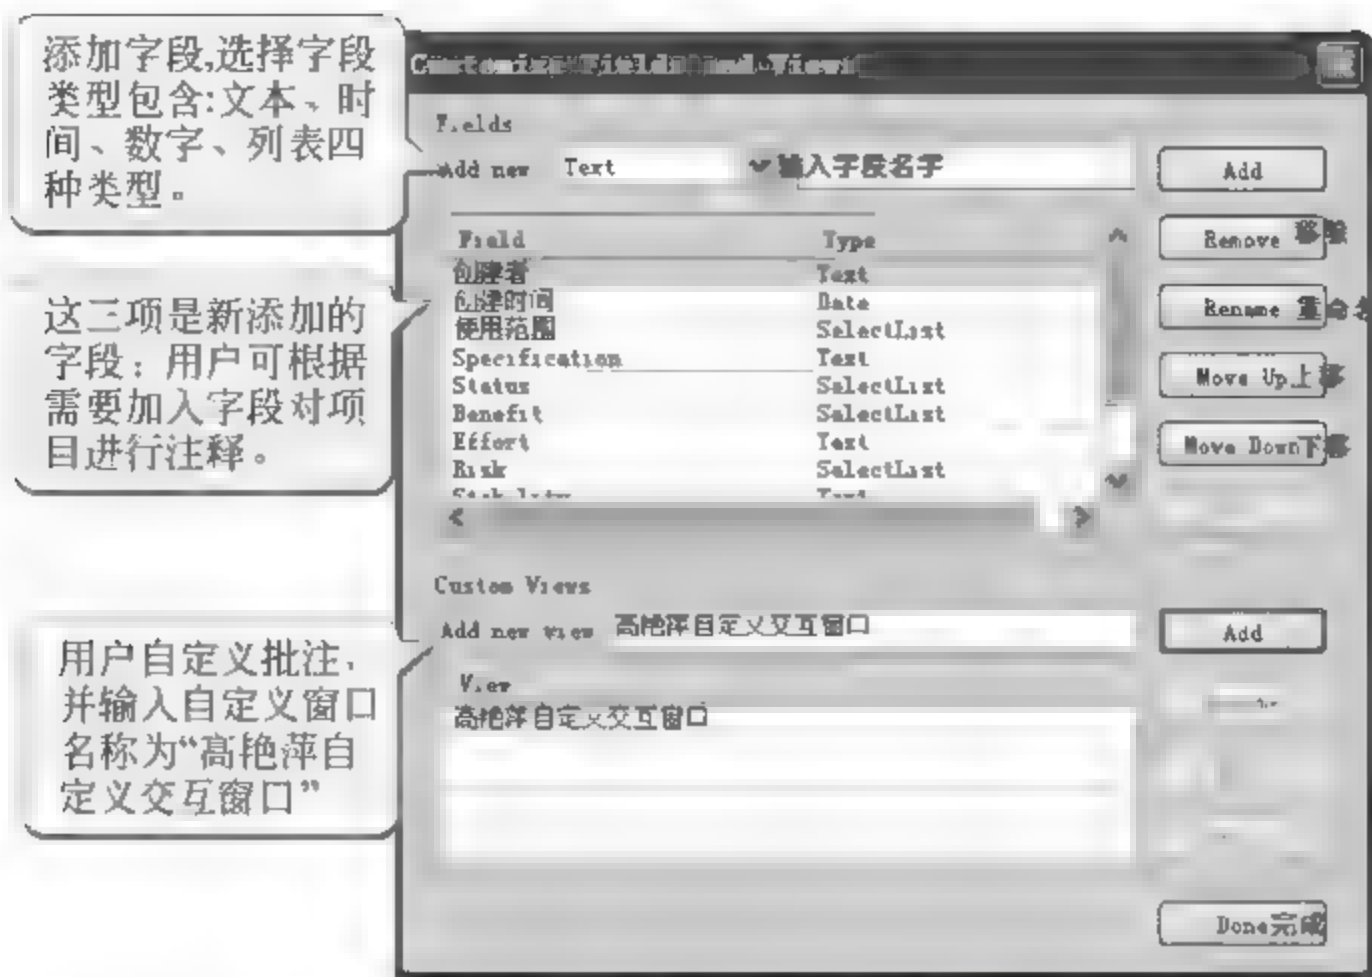 添加字段,选择字段
类型包含:文本、时
间、数字、列表四
种类型。
这三项是新添加的
字段：用户可根据
需要加入字段对项
目进行注释。
用户自定义批注，
并输入自定义窗口
名称为“高艳萍自
定义交互窗口”
Fields
Add new Text 输入字段名字 Add
Remove 移除
Rename 重命名
Move Up上移
Move Down下移
Field Type
创建者 Text
创建时间 Date
使用范围 SelectList
Specification Text
Status SelectList
Benefit SelectList
Effort Text
Risk SelectList
Stability Text
Custom Views
Add new view 高艳萍自定义交互窗口 Add
View
高艳萍自定义交互窗口
Done完成